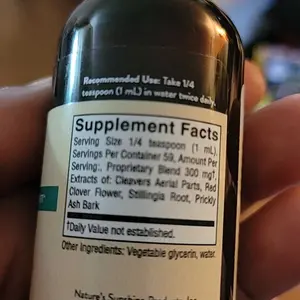 Recommended Use: Take 1/4
teaspoon (1 mL) in water twice daily.
Supplement Facts
Serving Size 1/4 teaspoon (1 mL),
Servings Per Container 59, Amount Per
Serving:, Proprietary Blend 300 mg†,
Extracts of: Cleavers Aerial Parts, Red
Clover Flower, Stillingia Root, Prickly
Ash Bark
†Daily Value not established.
Other Ingredients: Vegetable glycerin, water.
Nature's Sunshine Products, Inc.